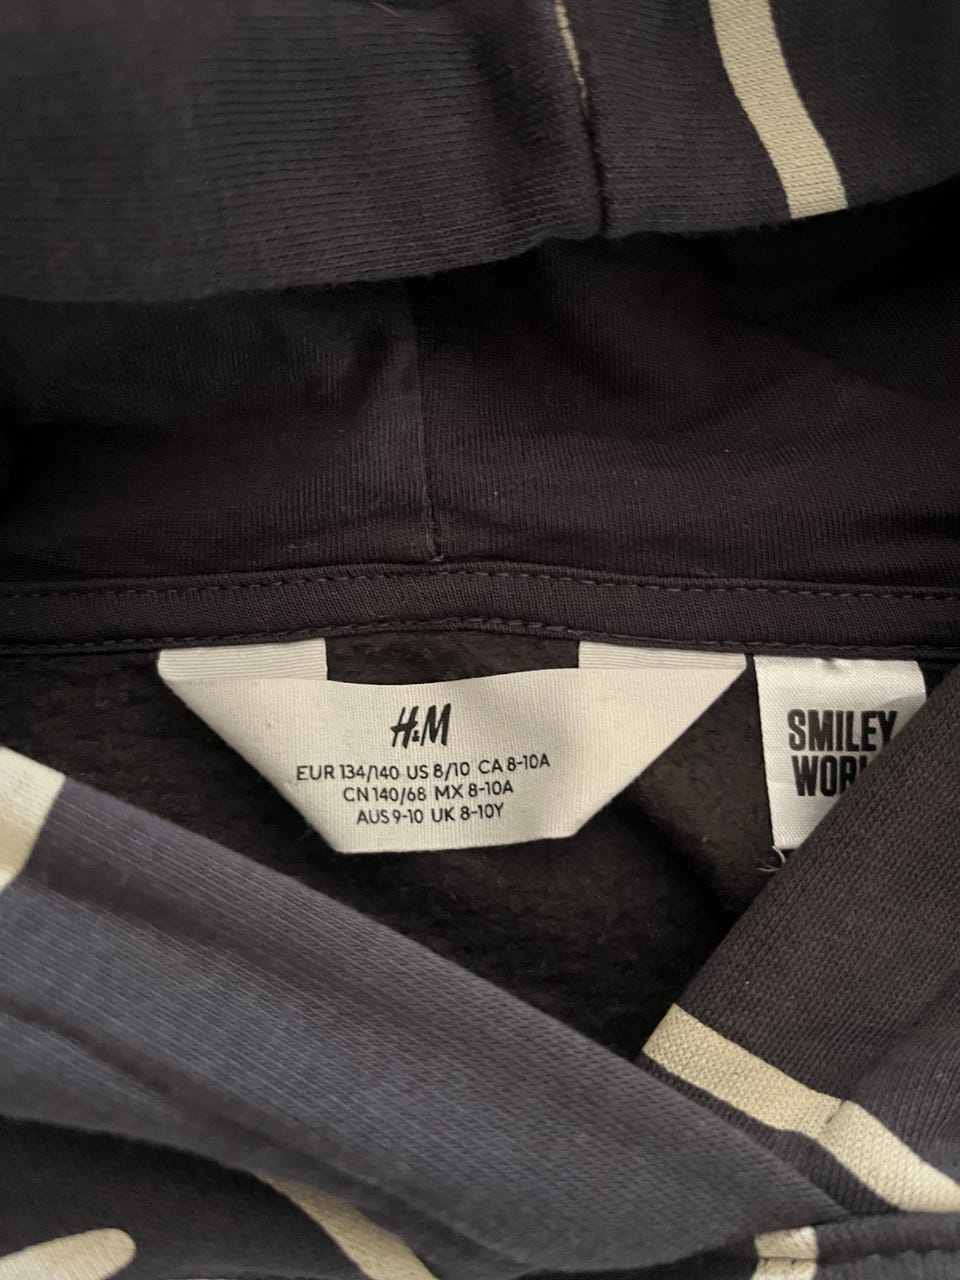 H&M
EUR 134/140 US 8/10 CA 8-10A
CN 140/68 MX 8-10A
AUS 9-10 UK 8-10Y
SMILEY